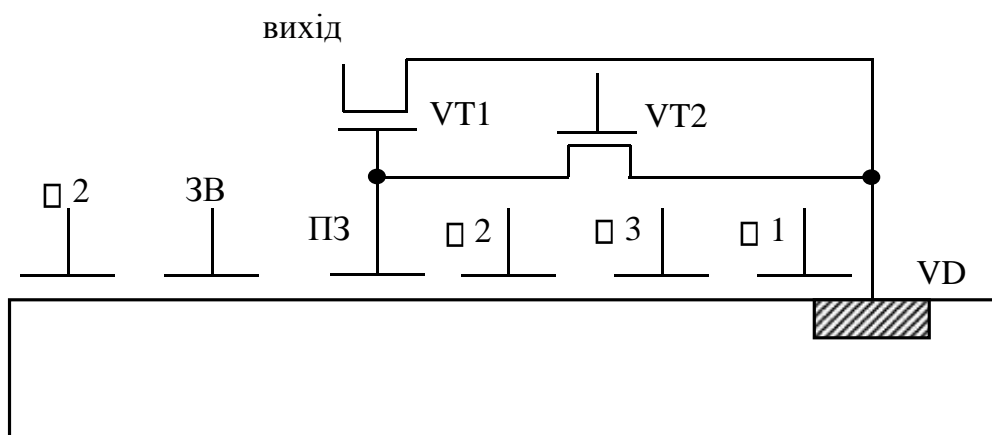 вихід
VT1
VT2
□ 2
ЗВ
ПЗ
□ 2
□ 3
□ 1
VD